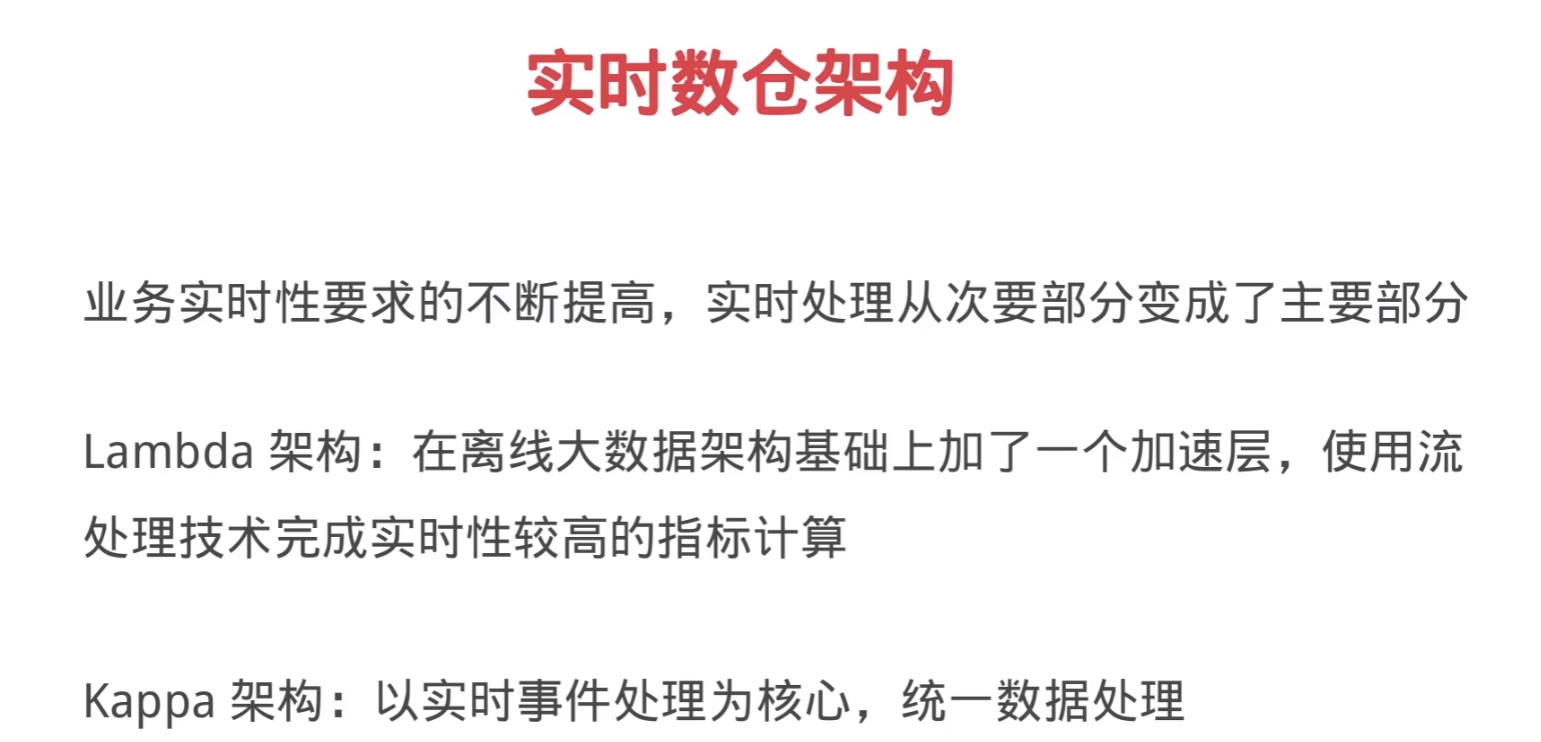 实时数仓架构
业务实时性要求的不断提高，实时处理从次要部分变成了主要部分
Lambda 架构：在离线大数据架构基础上加了一个加速层，使用流
处理技术完成实时性较高的指标计算
Kappa 架构：以实时事件处理为核心，统一数据处理